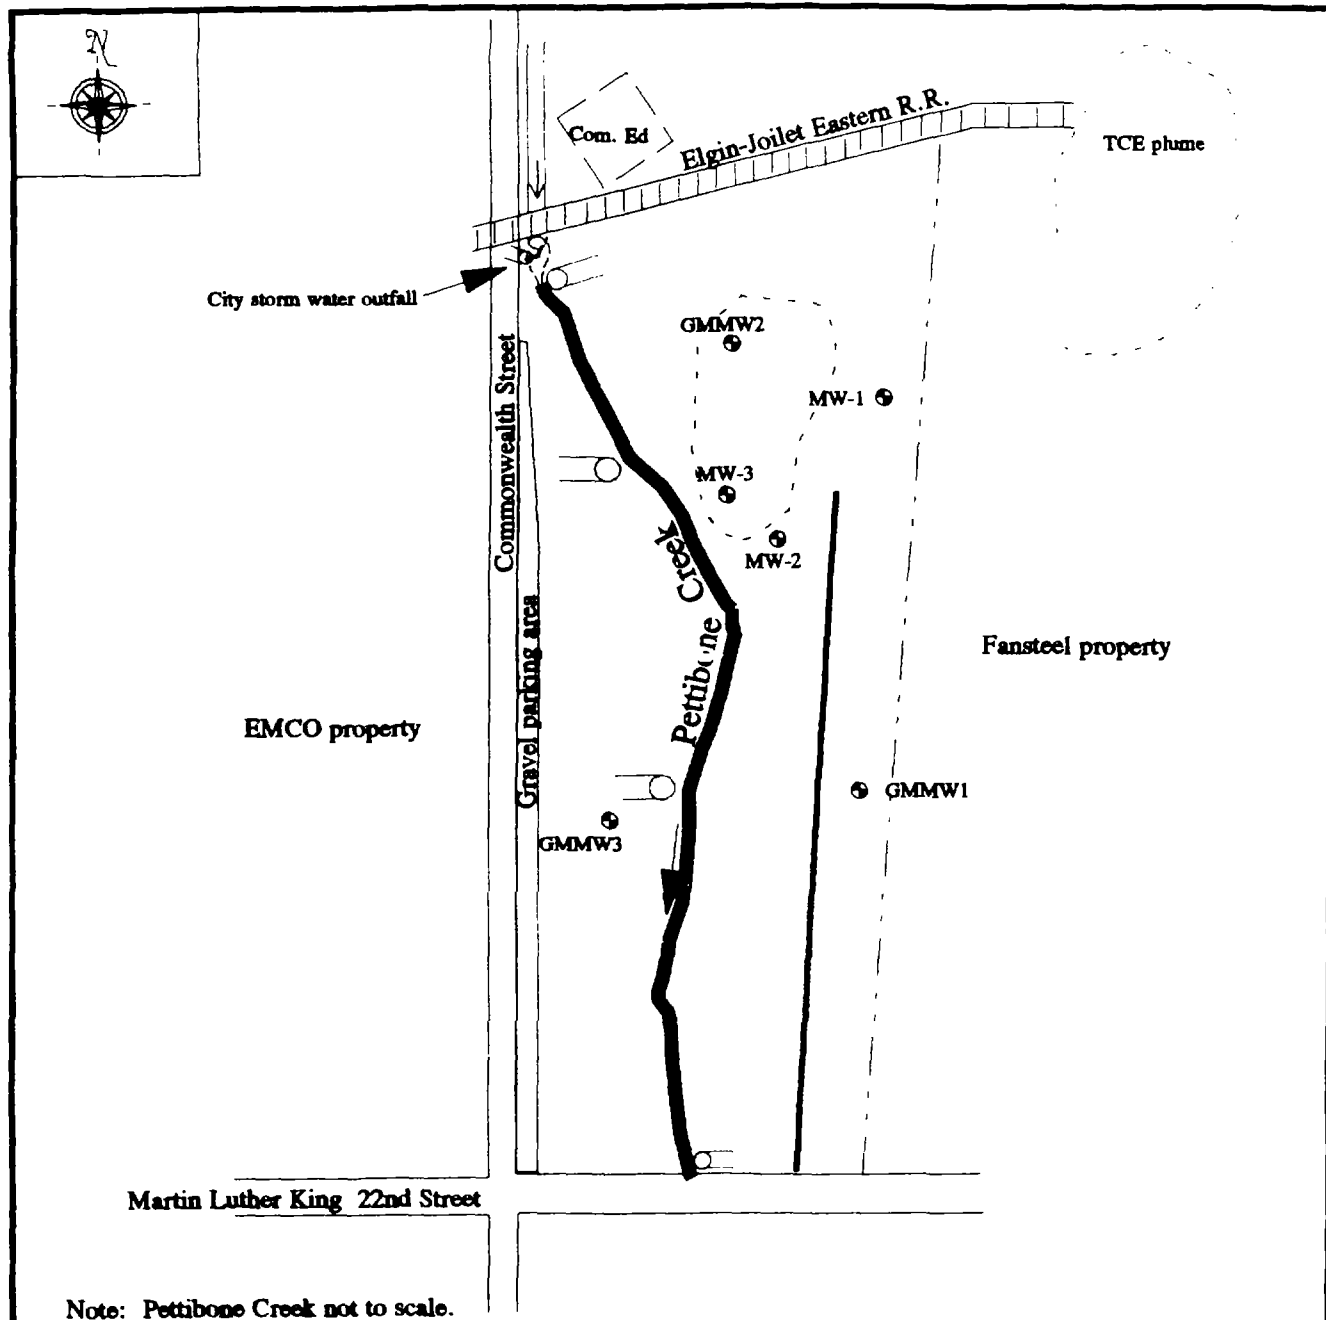 N
Com. Ed
Elgin-Joilet Eastern R.R.
TCE plume
City storm water outfall
GMMW2
MW-1
Commonwealth Street
MW-3
Creek
MW-2
Pettibone
Gravel parking area
Fansteel property
EMCO property
GMMW1
GMMW3
Martin Luther King 22nd Street
Note: Pettibone Creek not to scale.